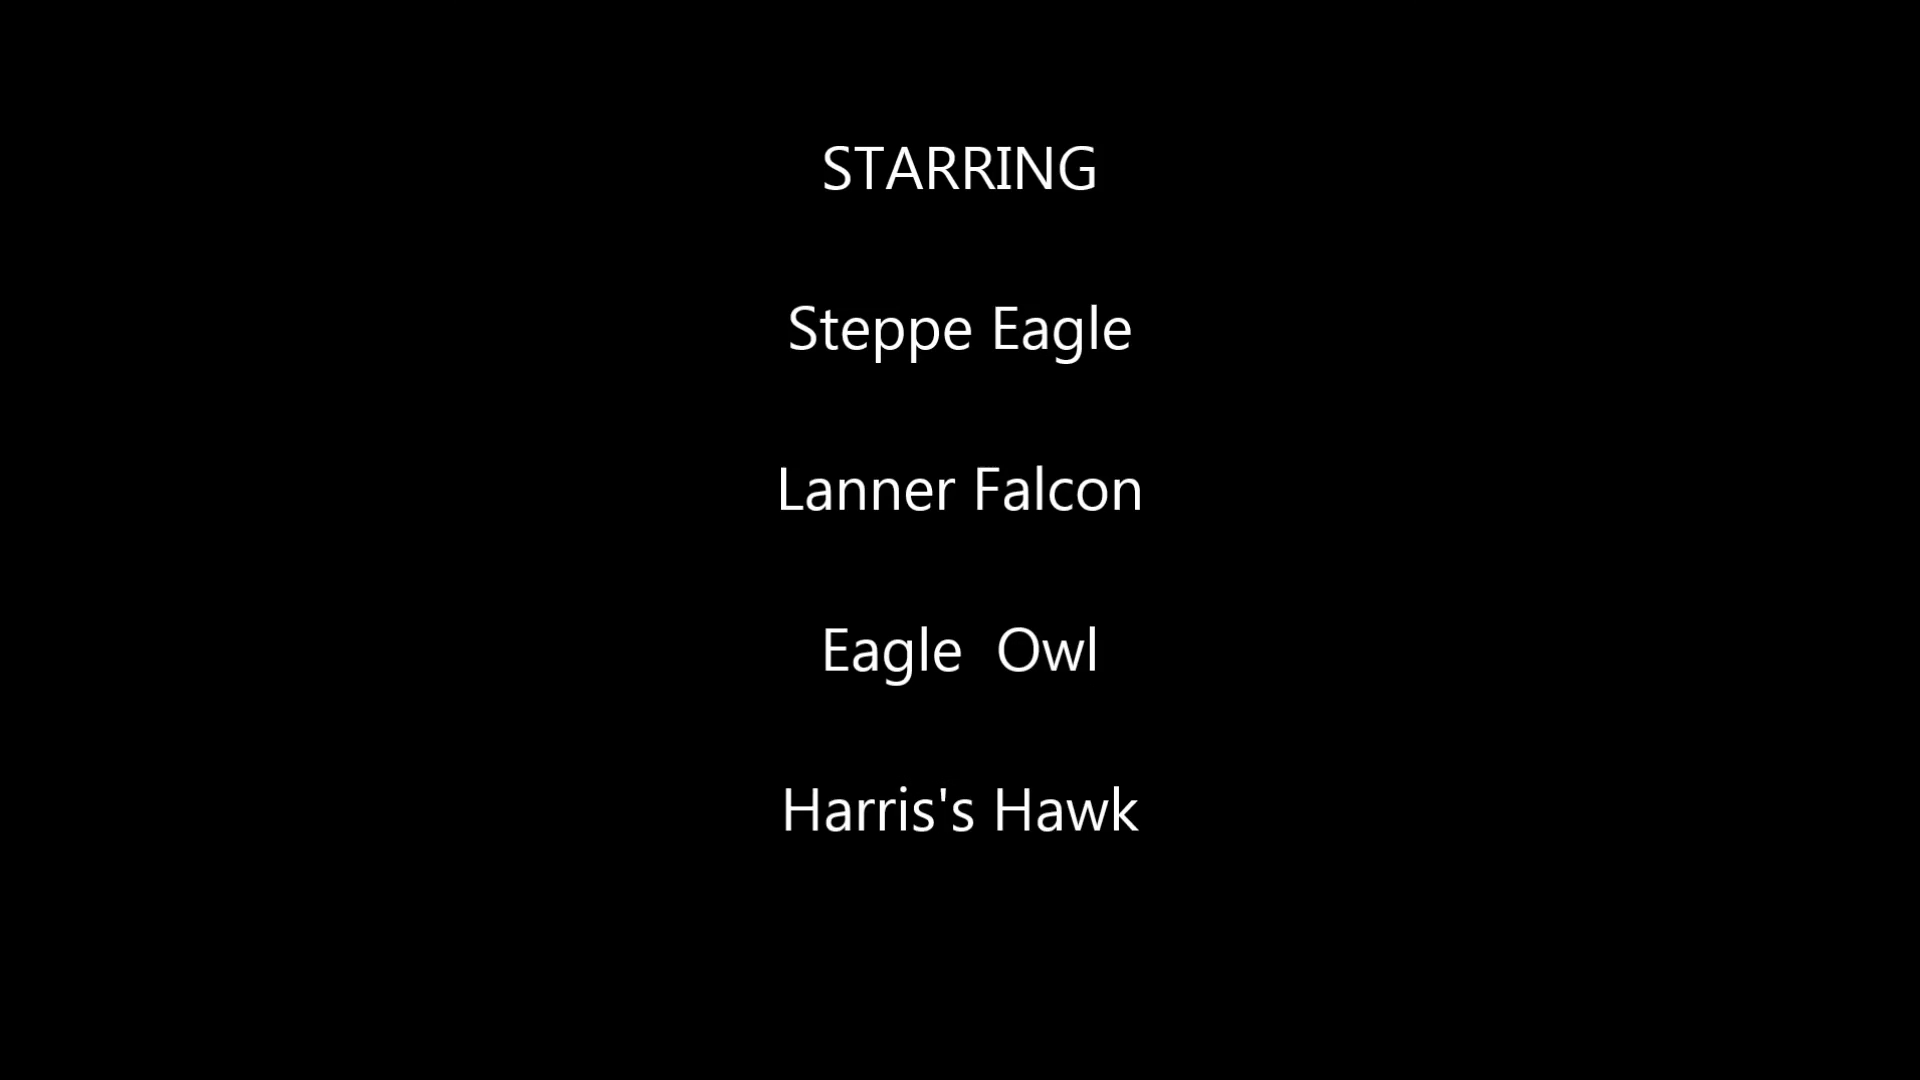 STARRING
Steppe Eagle
Lanner Falcon
Eagle  Owl
Harris's Hawk